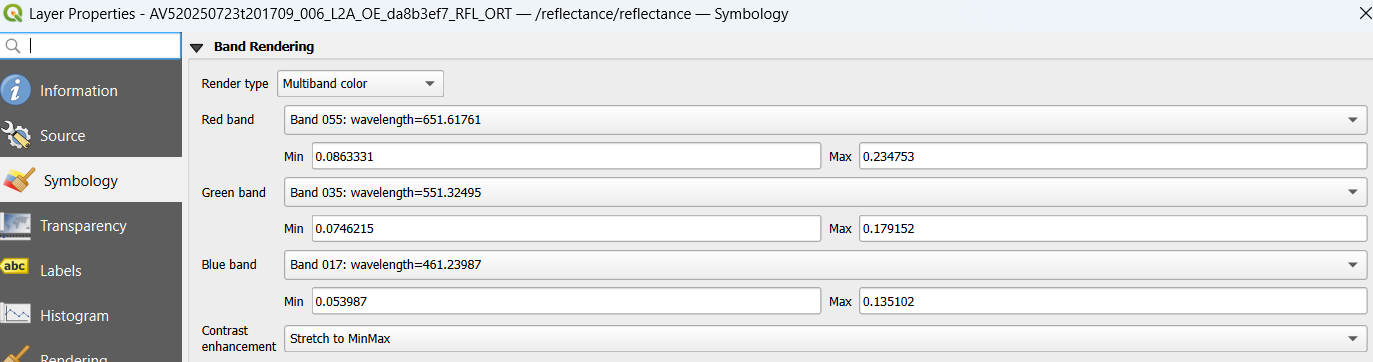 Layer Properties - AV520250723t201709_006_L2A_OE_da8b3ef7_RFL_ORT — /reflectance/reflectance — Symbology
Information
Source
Symbology
Transparency
abc Labels
Histogram
Rendering
Band Rendering
Render type Multiband color
Red band Band 055: wavelength=651.61761
Min 0.0863331 Max 0.234753
Green band Band 035: wavelength=551.32495
Min 0.0746215 Max 0.179152
Blue band Band 017: wavelength=461.23987
Min 0.053987 Max 0.135102
Contrast
enhancement Stretch to MinMax